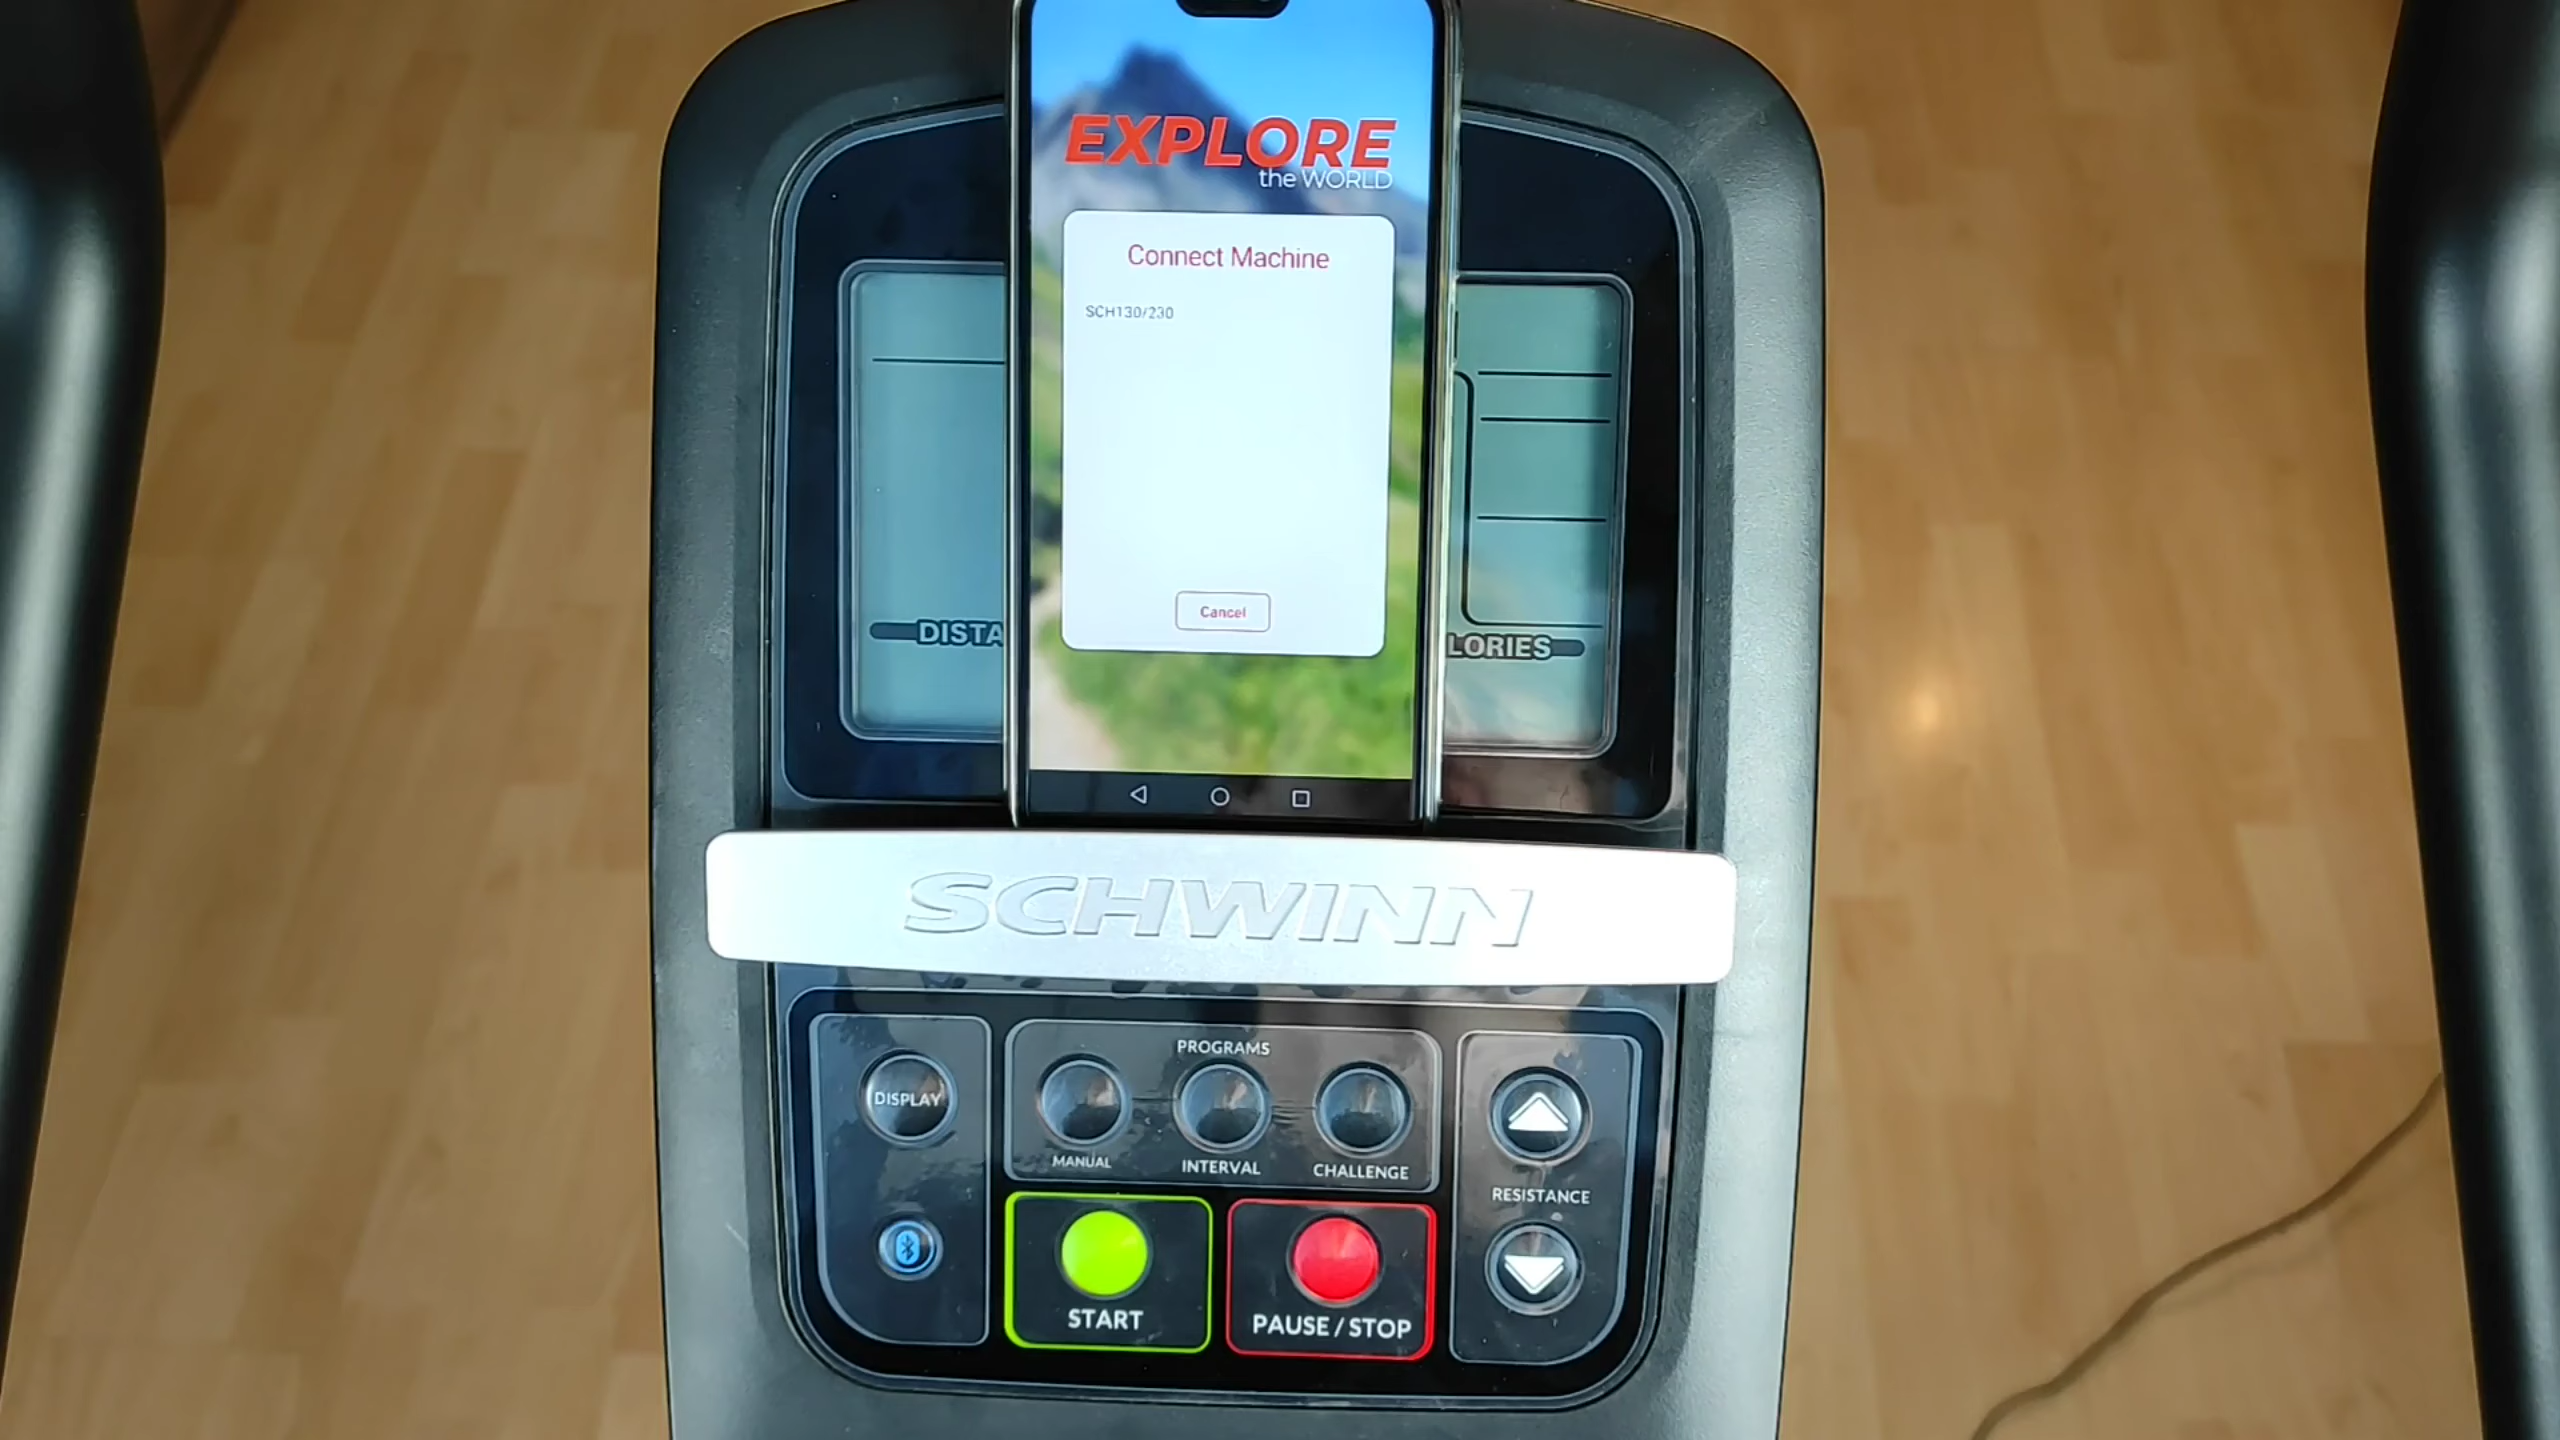 EXPLORE
the WORLD
Connect Machine
SCH130/230
Cancel
DISTA
LORIES
SCHWINN
DISPLAY
PROGRAMS
MANUAL
INTERVAL
CHALLENGE
RESISTANCE
START
PAUSE / STOP